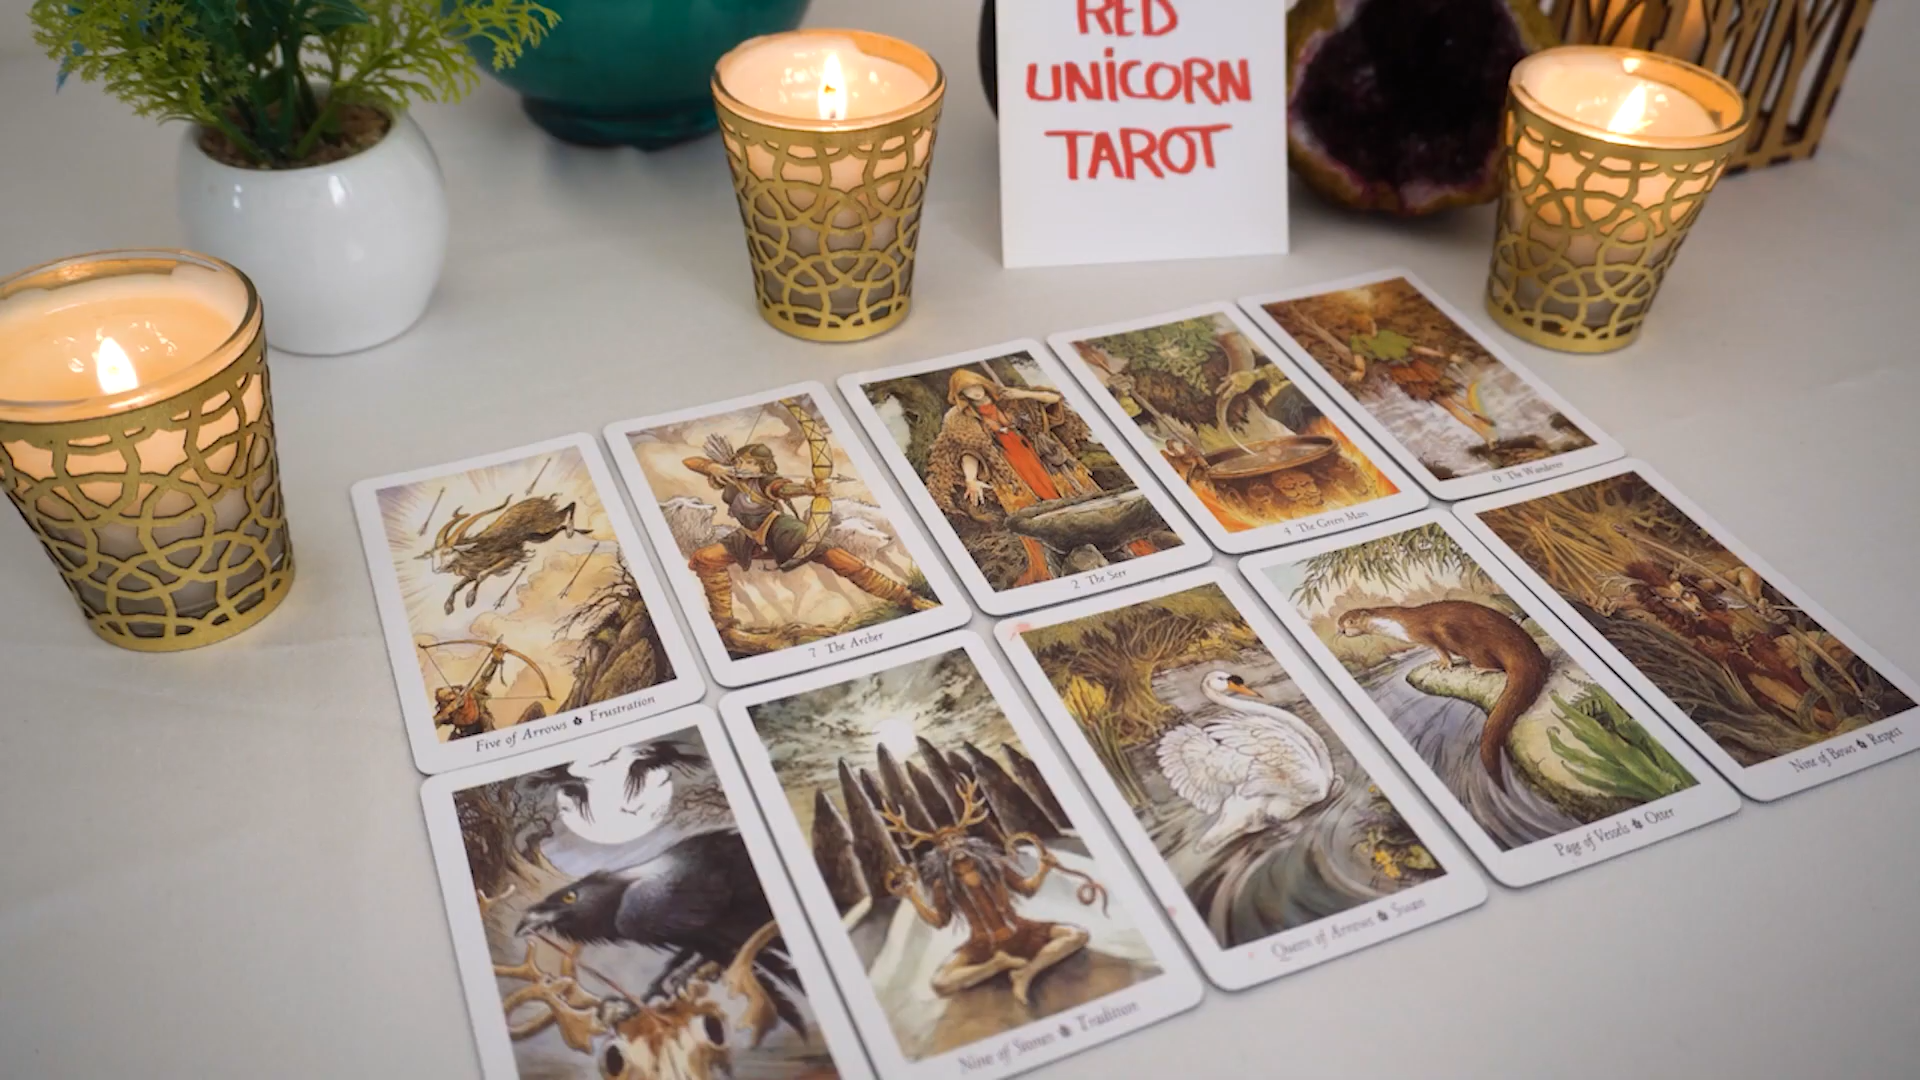 RED
UNICORN
TAROT
Five of Arrows ✿ Frustration
7 The Archer
2 The Seer
4 The Green Man
0 The Wanderer
Nine of Stones ✿ Tradition
Queen of Arrows ✿ Swan
Page of Vessels ✿ Otter
Nine of Bows ✿ Respect